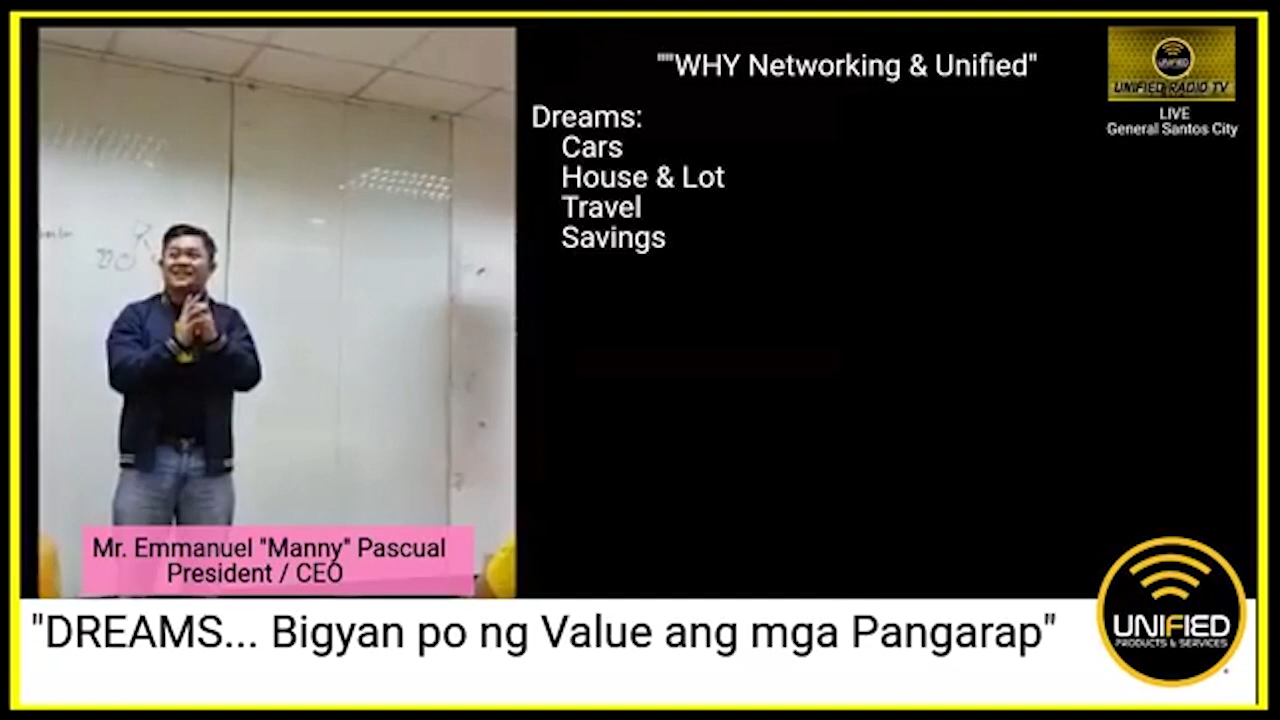 ""WHY Networking & Unified"
Dreams:
Cars
House & Lot
Travel
Savings
UNIFIED
UNIFIED RADIO TV
LIVE
General Santos City
Mr. Emmanuel "Manny" Pascual
President / CEO
"DREAMS... Bigyan po ng Value ang mga Pangarap"
UNIFIED
PRODUCTS & SERVICES